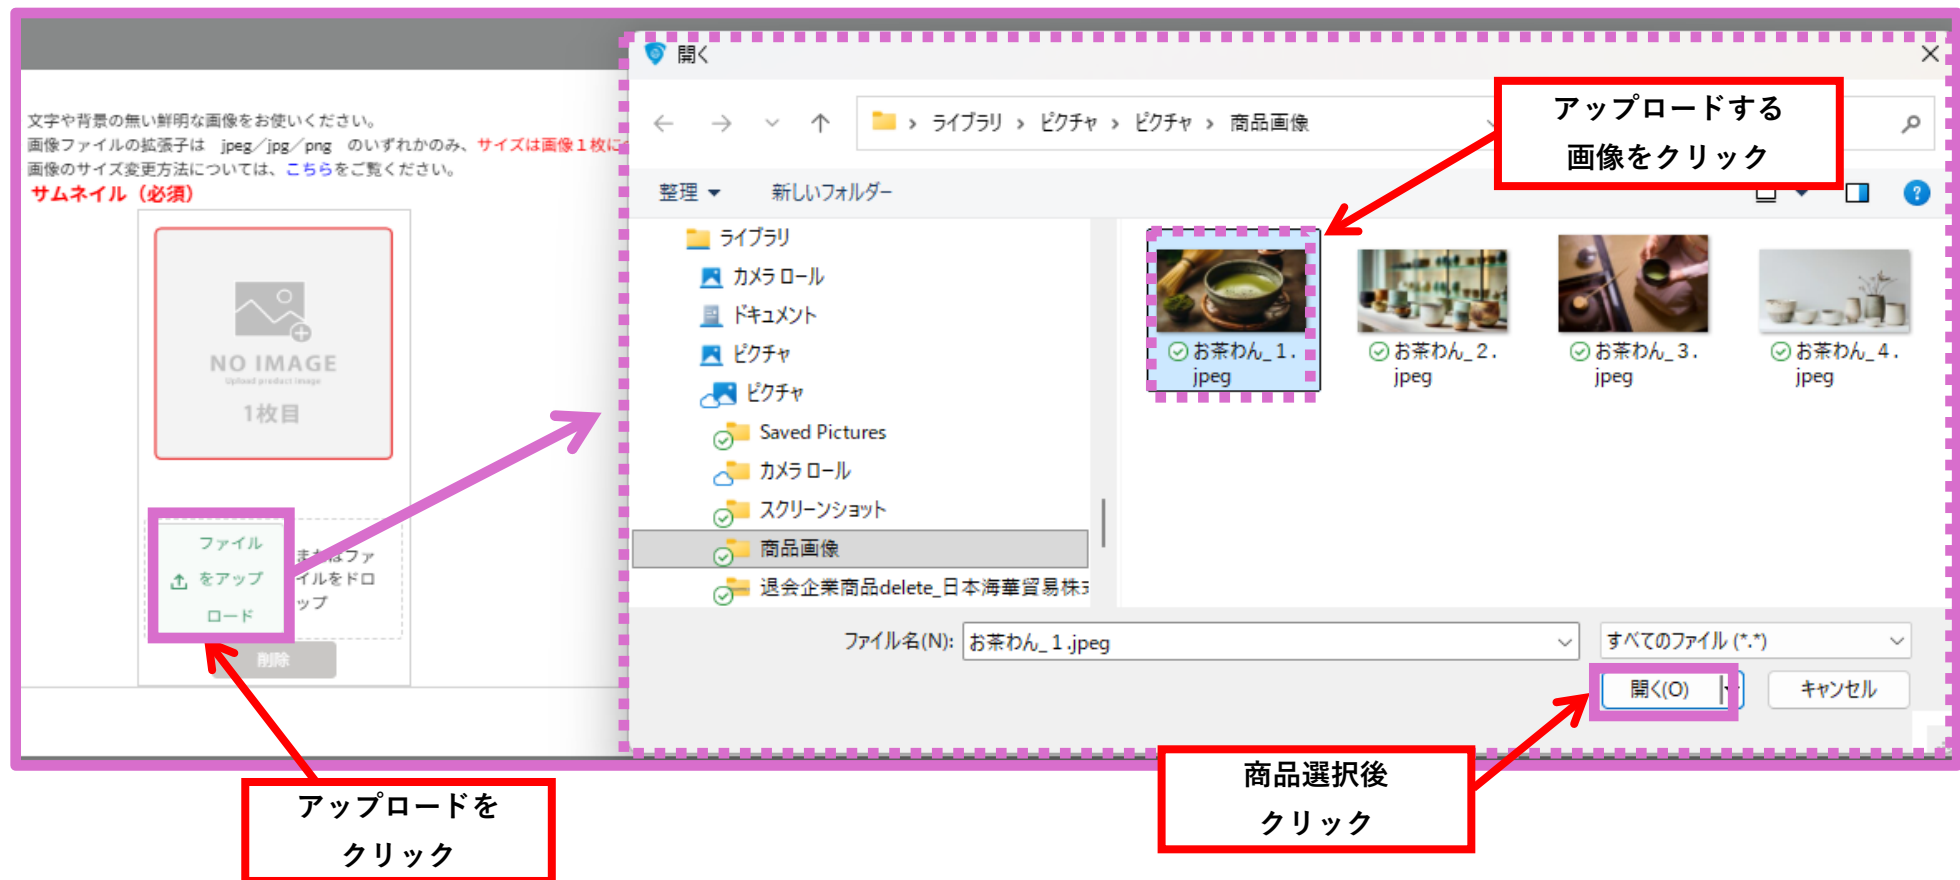 文字や背景の無い鮮明な画像をお使いください。
画像ファイルの拡張子は jpeg／jpg／png のいずれかのみ、サイズは画像１枚に
画像のサイズ変更方法については、こちらをご覧ください。
サムネイル（必須）
NO IMAGE
Upload product image
1枚目
ファイル
をアップ
ロード
またはファ
イルをドロ
ップ
削除
アップロードを
クリック
開く
ライブラリ › ピクチャ › ピクチャ › 商品画像
アップロードする
画像をクリック
整理
新しいフォルダー
ライブラリ
カメラ ロール
ドキュメント
ピクチャ
ピクチャ
Saved Pictures
カメラ ロール
スクリーンショット
商品画像
退会企業商品delete_日本海華貿易株
お茶わん_１.
jpeg
お茶わん_２.
jpeg
お茶わん_３.
jpeg
お茶わん_４.
jpeg
ファイル名(N):
お茶わん_１.jpeg
すべてのファイル (*.*)
開く(O)
キャンセル
商品選択後
クリック